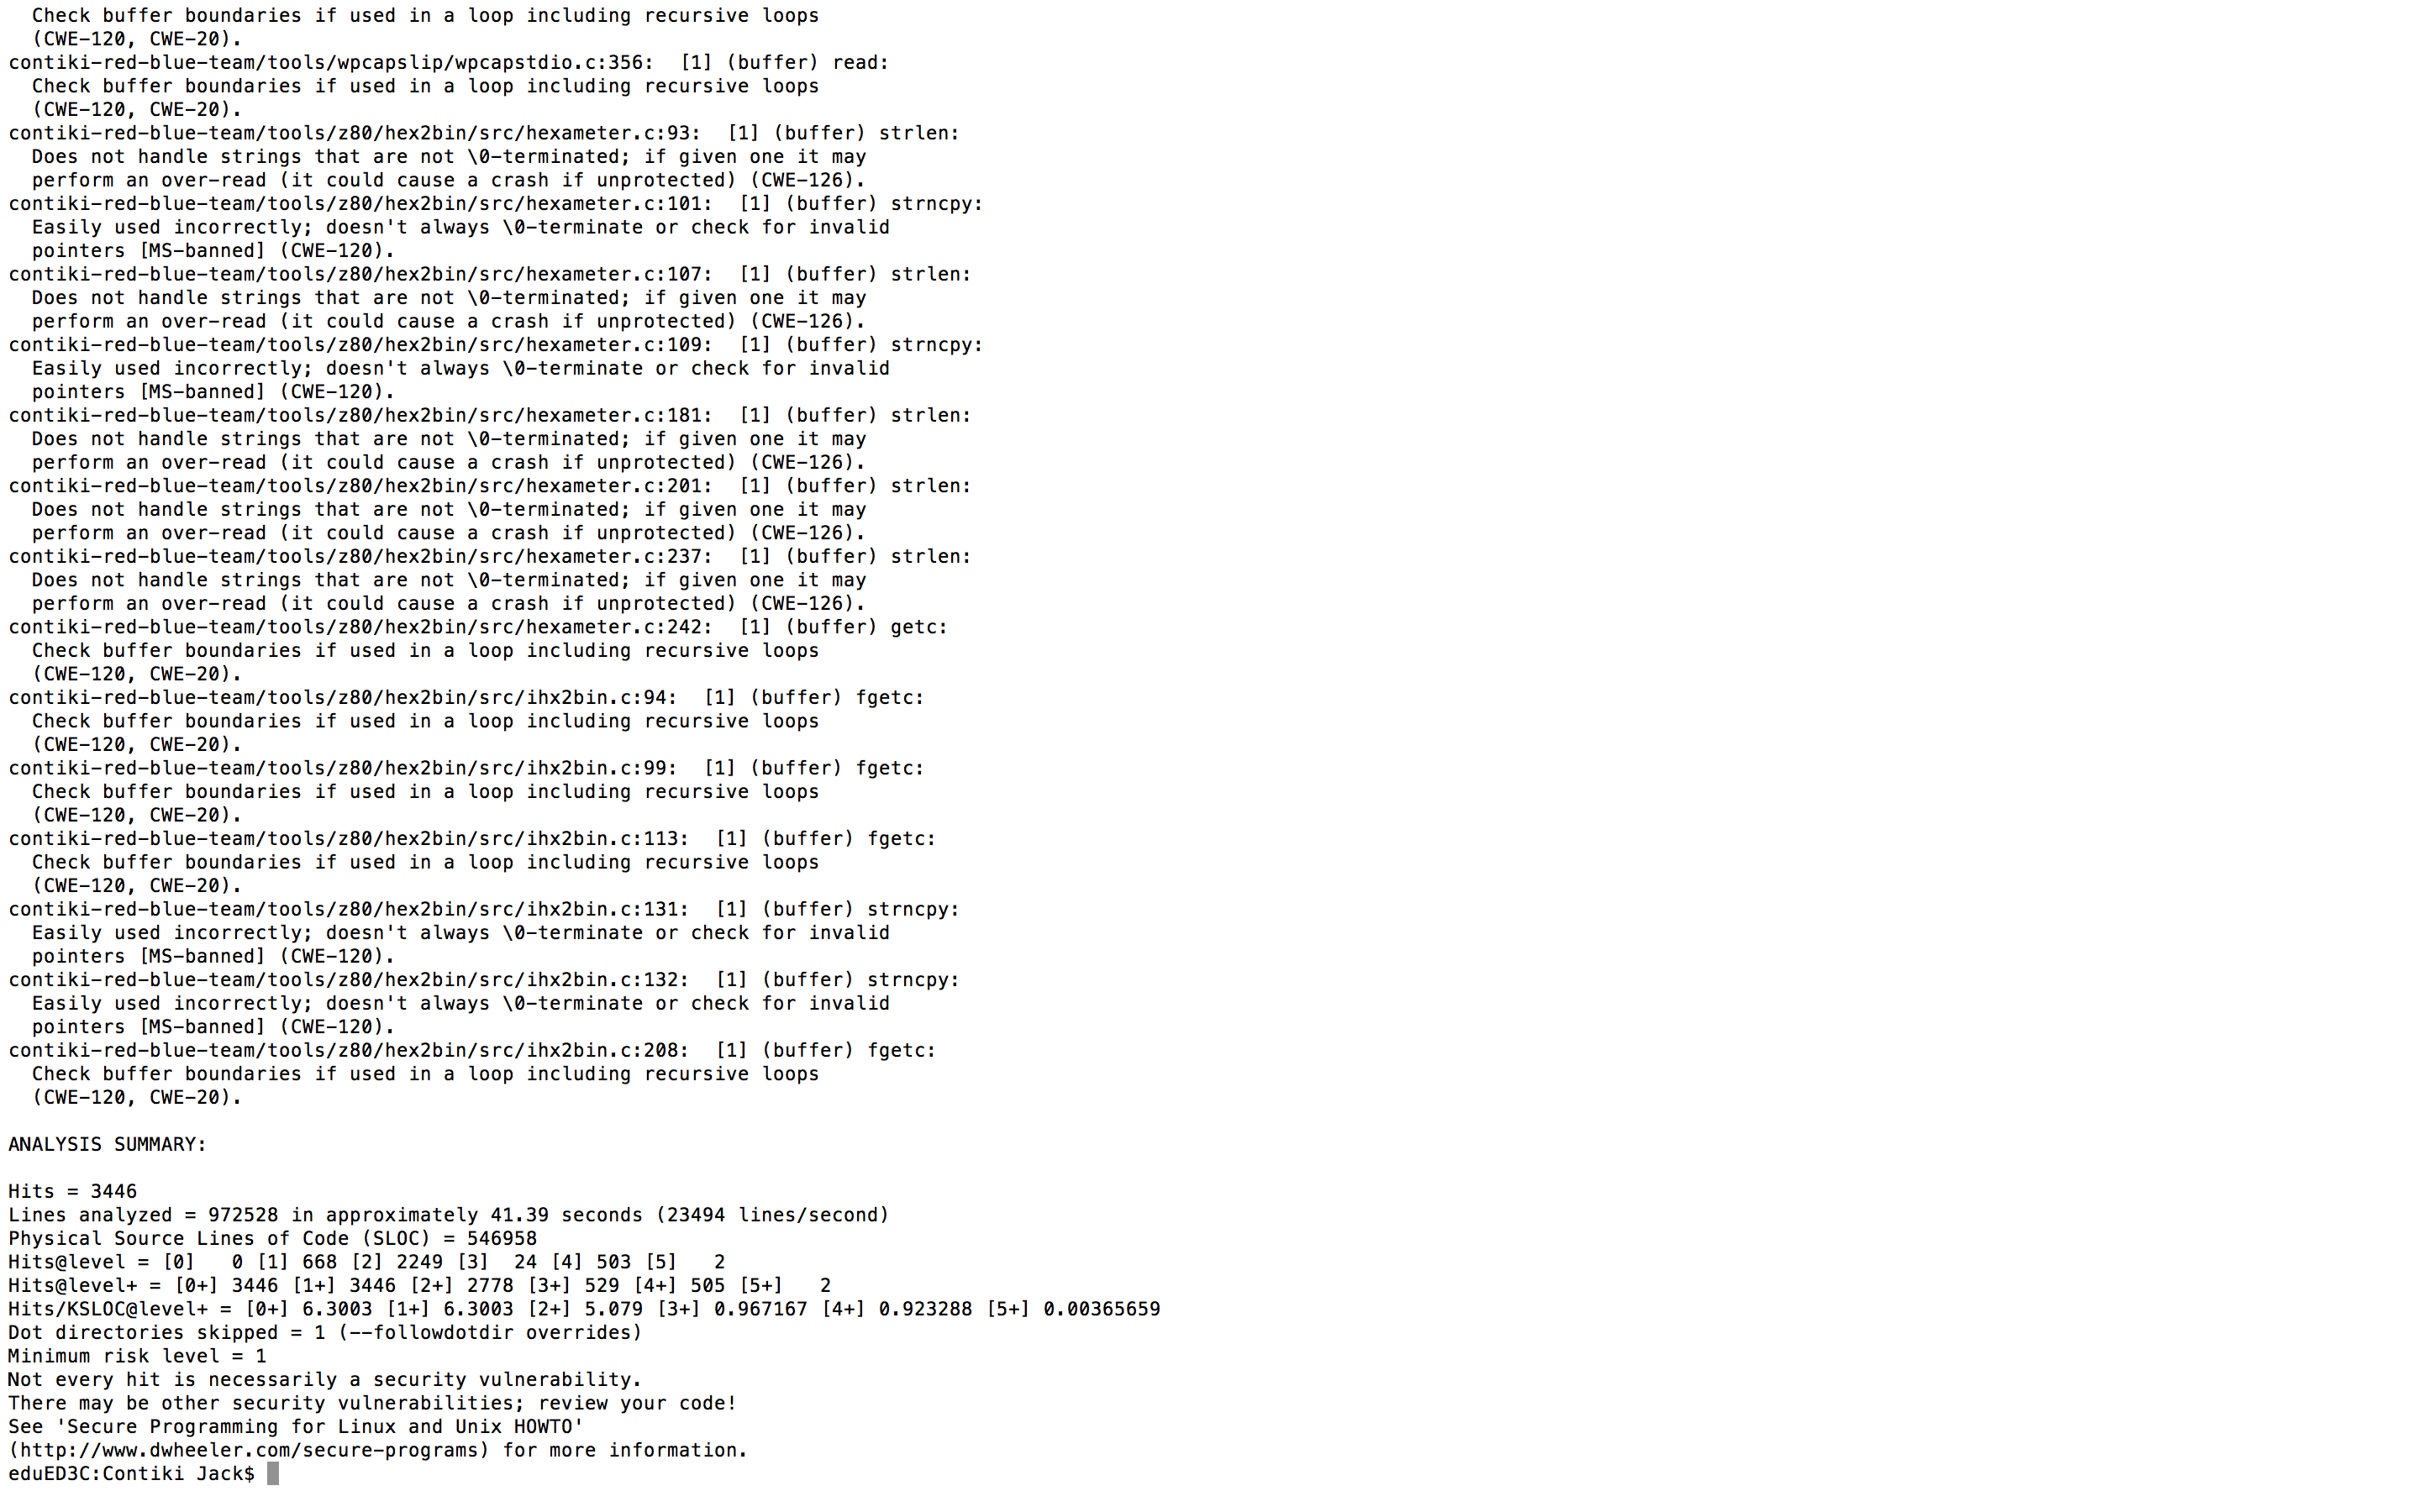 Check buffer boundaries if used in a loop including recursive loops
  (CWE-120, CWE-20).
contiki-red-blue-team/tools/wpcapslip/wpcapstdio.c:356:  [1] (buffer) read:
  Check buffer boundaries if used in a loop including recursive loops
  (CWE-120, CWE-20).
contiki-red-blue-team/tools/z80/hex2bin/src/hexameter.c:93:  [1] (buffer) strlen:
  Does not handle strings that are not \0-terminated; if given one it may
  perform an over-read (it could cause a crash if unprotected) (CWE-126).
contiki-red-blue-team/tools/z80/hex2bin/src/hexameter.c:101:  [1] (buffer) strncpy:
  Easily used incorrectly; doesn't always \0-terminate or check for invalid
  pointers [MS-banned] (CWE-120).
contiki-red-blue-team/tools/z80/hex2bin/src/hexameter.c:107:  [1] (buffer) strlen:
  Does not handle strings that are not \0-terminated; if given one it may
  perform an over-read (it could cause a crash if unprotected) (CWE-126).
contiki-red-blue-team/tools/z80/hex2bin/src/hexameter.c:109:  [1] (buffer) strncpy:
  Easily used incorrectly; doesn't always \0-terminate or check for invalid
  pointers [MS-banned] (CWE-120).
contiki-red-blue-team/tools/z80/hex2bin/src/hexameter.c:181:  [1] (buffer) strlen:
  Does not handle strings that are not \0-terminated; if given one it may
  perform an over-read (it could cause a crash if unprotected) (CWE-126).
contiki-red-blue-team/tools/z80/hex2bin/src/hexameter.c:201:  [1] (buffer) strlen:
  Does not handle strings that are not \0-terminated; if given one it may
  perform an over-read (it could cause a crash if unprotected) (CWE-126).
contiki-red-blue-team/tools/z80/hex2bin/src/hexameter.c:237:  [1] (buffer) strlen:
  Does not handle strings that are not \0-terminated; if given one it may
  perform an over-read (it could cause a crash if unprotected) (CWE-126).
contiki-red-blue-team/tools/z80/hex2bin/src/hexameter.c:242:  [1] (buffer) getc:
  Check buffer boundaries if used in a loop including recursive loops
  (CWE-120, CWE-20).
contiki-red-blue-team/tools/z80/hex2bin/src/ihx2bin.c:94:  [1] (buffer) fgetc:
  Check buffer boundaries if used in a loop including recursive loops
  (CWE-120, CWE-20).
contiki-red-blue-team/tools/z80/hex2bin/src/ihx2bin.c:99:  [1] (buffer) fgetc:
  Check buffer boundaries if used in a loop including recursive loops
  (CWE-120, CWE-20).
contiki-red-blue-team/tools/z80/hex2bin/src/ihx2bin.c:113:  [1] (buffer) fgetc:
  Check buffer boundaries if used in a loop including recursive loops
  (CWE-120, CWE-20).
contiki-red-blue-team/tools/z80/hex2bin/src/ihx2bin.c:131:  [1] (buffer) strncpy:
  Easily used incorrectly; doesn't always \0-terminate or check for invalid
  pointers [MS-banned] (CWE-120).
contiki-red-blue-team/tools/z80/hex2bin/src/ihx2bin.c:132:  [1] (buffer) strncpy:
  Easily used incorrectly; doesn't always \0-terminate or check for invalid
  pointers [MS-banned] (CWE-120).
contiki-red-blue-team/tools/z80/hex2bin/src/ihx2bin.c:208:  [1] (buffer) fgetc:
  Check buffer boundaries if used in a loop including recursive loops
  (CWE-120, CWE-20).

ANALYSIS SUMMARY:

Hits = 3446
Lines analyzed = 972528 in approximately 41.39 seconds (23494 lines/second)
Physical Source Lines of Code (SLOC) = 546958
Hits@level = [0]   0 [1] 668 [2] 2249 [3]  24 [4] 503 [5]   2
Hits@level+ = [0+] 3446 [1+] 3446 [2+] 2778 [3+] 529 [4+] 505 [5+]   2
Hits/KSLOC@level+ = [0+] 6.3003 [1+] 6.3003 [2+] 5.079 [3+] 0.967167 [4+] 0.923288 [5+] 0.00365659
Dot directories skipped = 1 (--followdotdir overrides)
Minimum risk level = 1
Not every hit is necessarily a security vulnerability.
There may be other security vulnerabilities; review your code!
See 'Secure Programming for Linux and Unix HOWTO'
(http://www.dwheeler.com/secure-programs) for more information.
eduED3C:Contiki Jack$